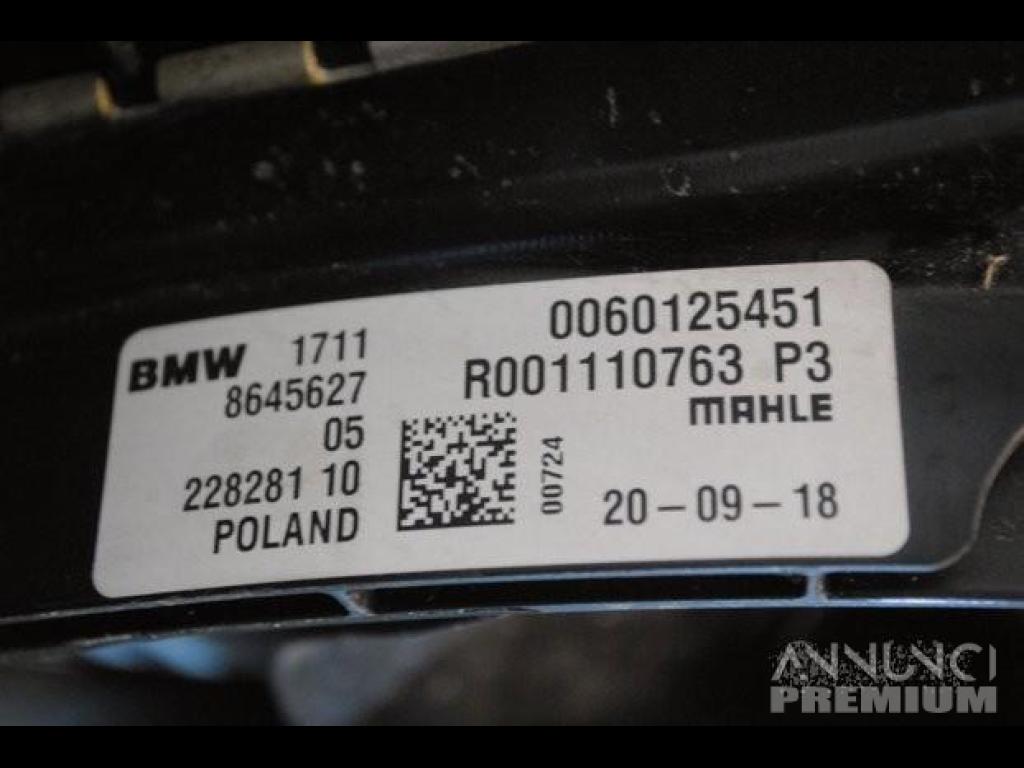 BMW 1711
8645627
05
228281 10
POLAND
0060125451
R001110763 P3
MAHLE
00724
20-09-18
ANNUNCI
PREMIUM